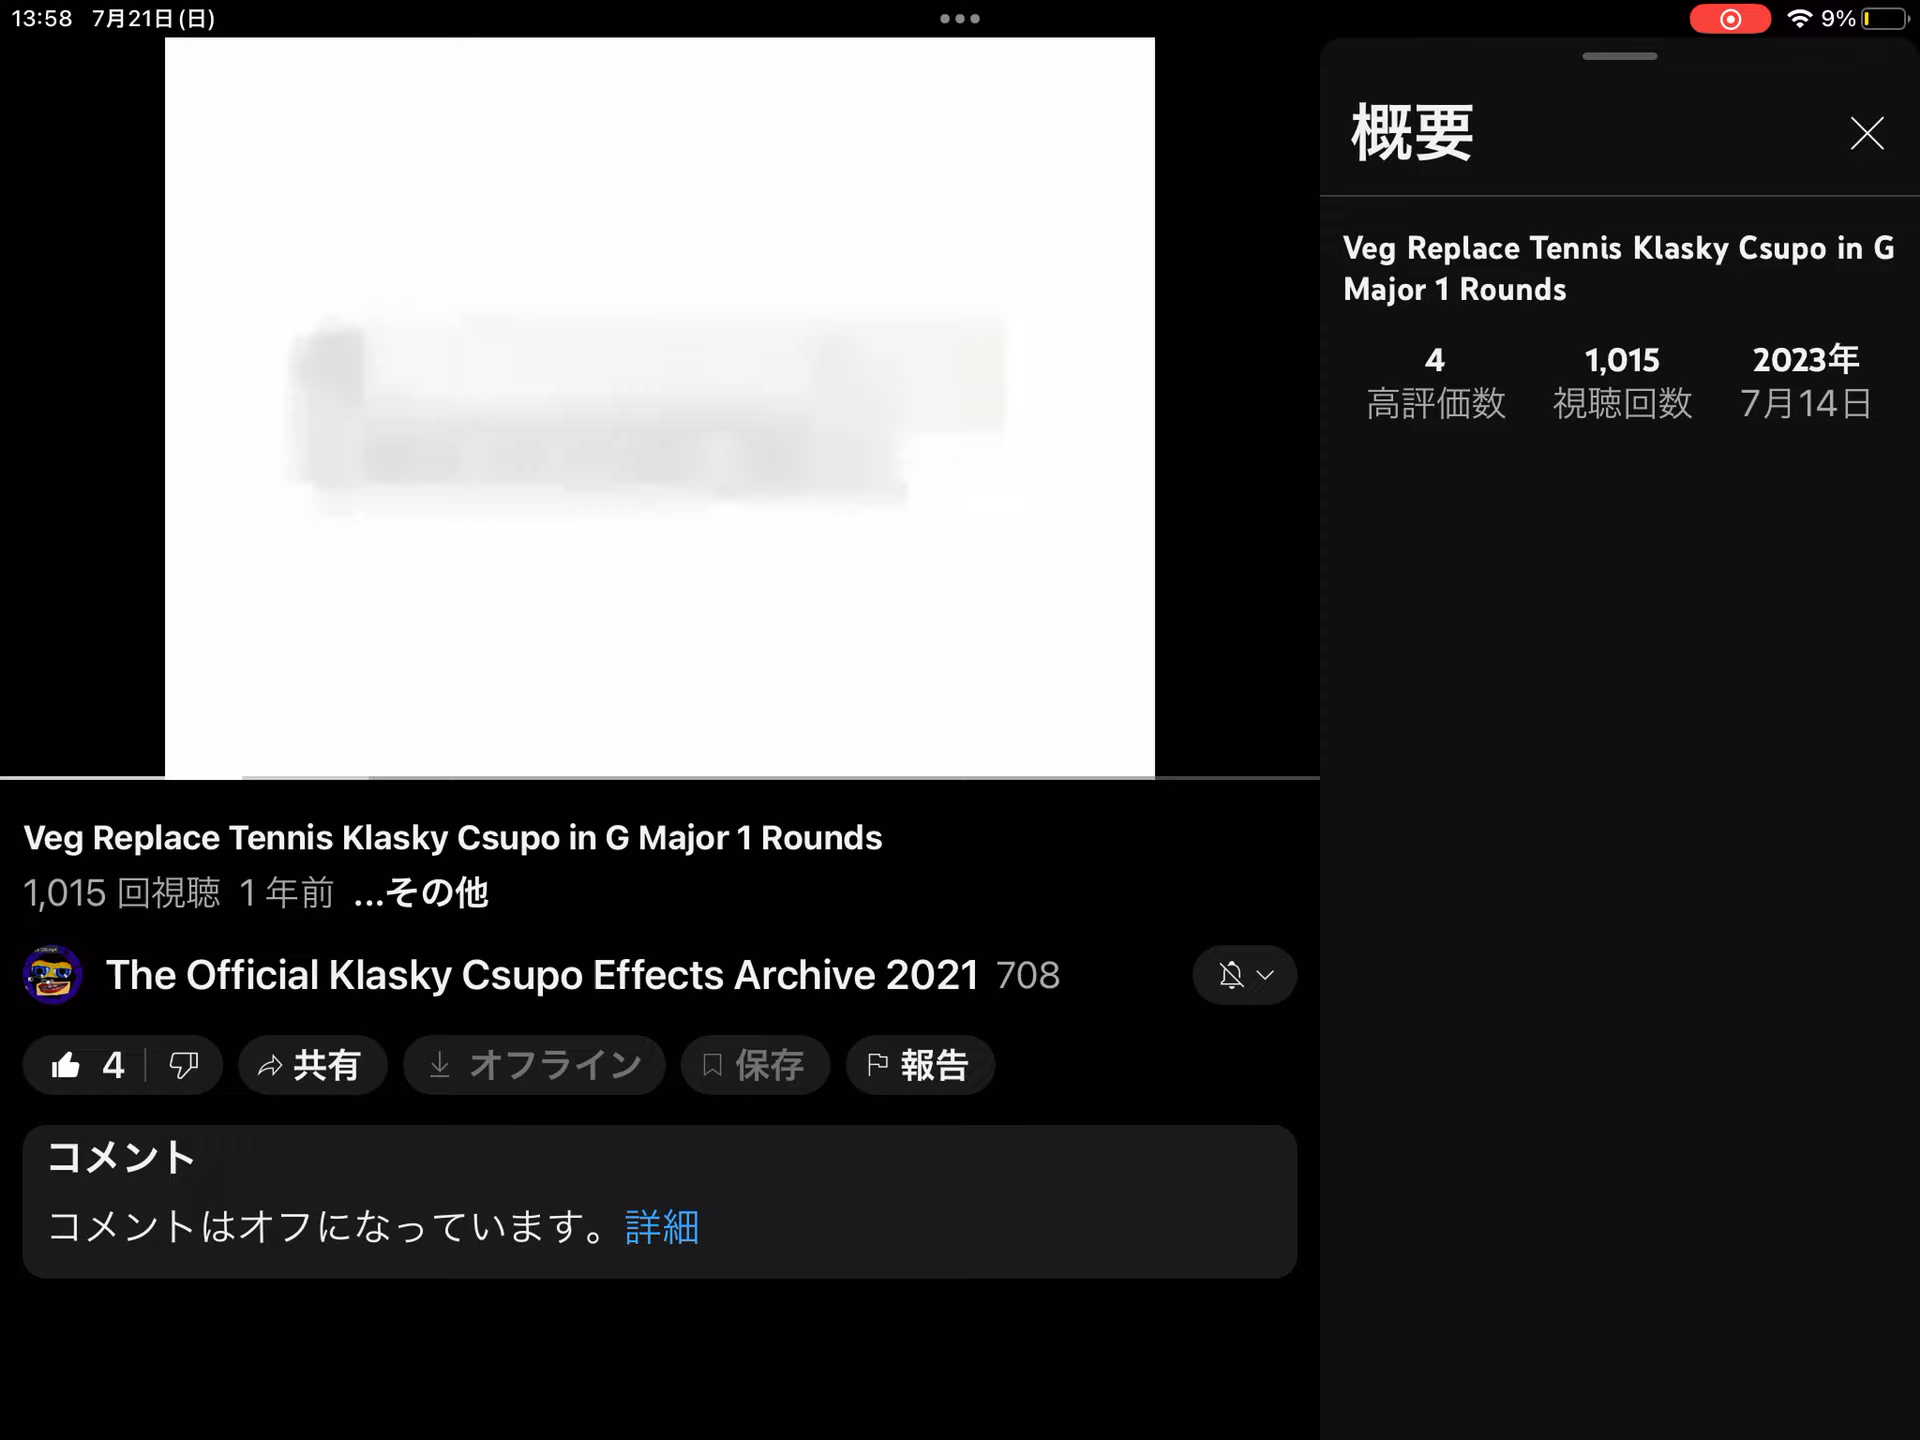 13:58 7月21日(日)
9%
概要
Veg Replace Tennis Klasky Csupo in G
Major 1 Rounds
4 1,015 2023年
高評価数 視聴回数 7月14日
Veg Replace Tennis Klasky Csupo in G Major 1 Rounds
1,015 回視聴 1 年前 ...その他
The Official Klasky Csupo Effects Archive 2021 708
4 共有 オフライン 保存 報告
コメント
コメントはオフになっています。詳細